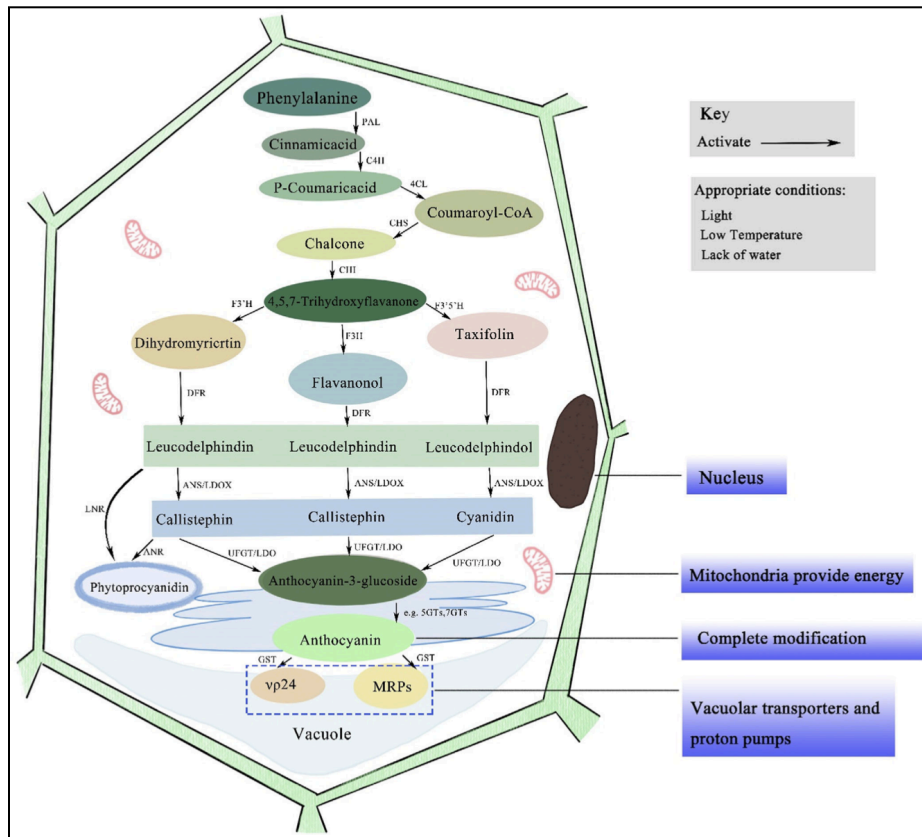 Phenylalanine
PAL
Cinnamicacid
C4H
P-Coumaricacid
4CL
Coumaroyl-CoA
CHS
Chalcone
CHI
4,5,7-Trihydroxyflavanone
F3'H
F3H
F3'5'H
Dihydromyricrtin
Flavanonol
Taxifolin
DFR
DFR
DFR
Leucodelphindin
Leucodelphindin
Leucodelphindol
ANS/LDOX
ANS/LDOX
ANS/LDOX
LNR
Callistephin
Callistephin
Cyanidin
ANR
UFGT/LDO
UFGT/LDO
UFGT/LDO
Phytoprocyanidin
Anthocyanin-3-glucoside
e.g. 5GTs,7GTs
Anthocyanin
GST
GST
νρ24
MRPs
Vacuole
Key
Activate
Appropriate conditions:
Light
Low Temperature
Lack of water
Nucleus
Mitochondria provide energy
Complete modification
Vacuolar transporters and
proton pumps